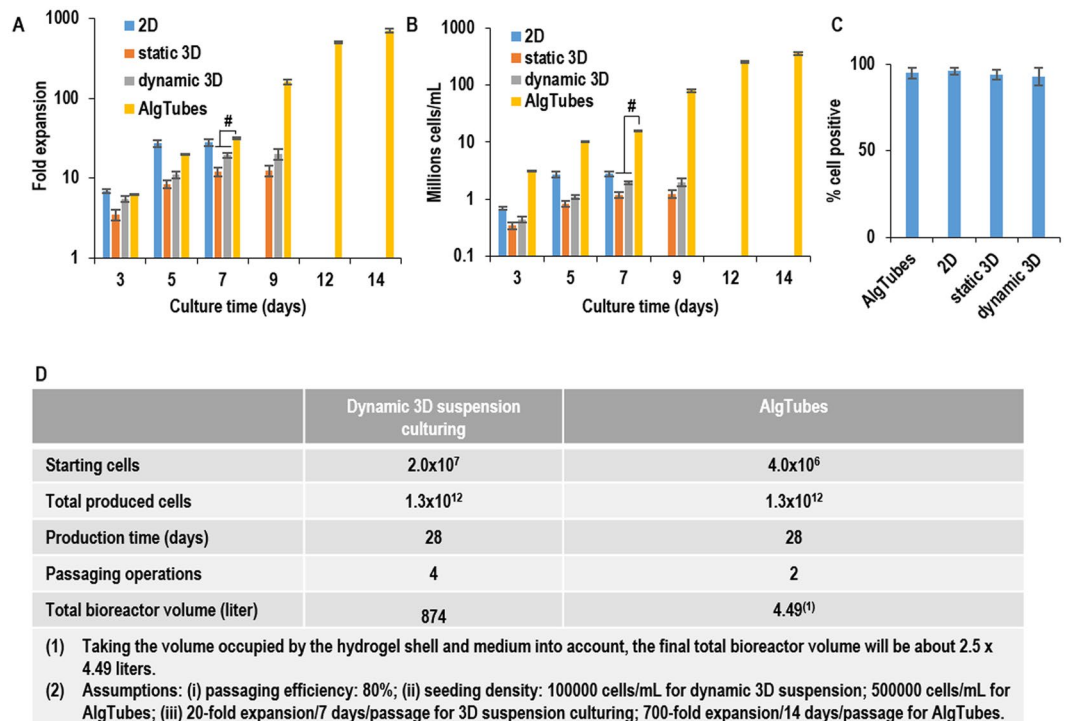 A
Fold expansion
1000
100
10
1
2D
static 3D
dynamic 3D
AlgTubes
#
3 5 7 9 12 14
Culture time (days)
B
Millions cells/mL
1000
100
10
1
0.1
2D
static 3D
dynamic 3D
AlgTubes
#
3 5 7 9 12 14
Culture time (days)
C
% cell positive
100
50
0
AlgTubes
2D
static 3D
dynamic 3D
D
Dynamic 3D suspension
culturing
AlgTubes
Starting cells 2.0x10⁷ 4.0x10⁶
Total produced cells 1.3x10¹² 1.3x10¹²
Production time (days) 28 28
Passaging operations 4 2
Total bioreactor volume (liter) 874 4.49⁽¹⁾
(1) Taking the volume occupied by the hydrogel shell and medium into account, the final total bioreactor volume will be about 2.5 x
4.49 liters.
(2) Assumptions: (i) passaging efficiency: 80%; (ii) seeding density: 100000 cells/mL for dynamic 3D suspension; 500000 cells/mL for
AlgTubes; (iii) 20-fold expansion/7 days/passage for 3D suspension culturing; 700-fold expansion/14 days/passage for AlgTubes.